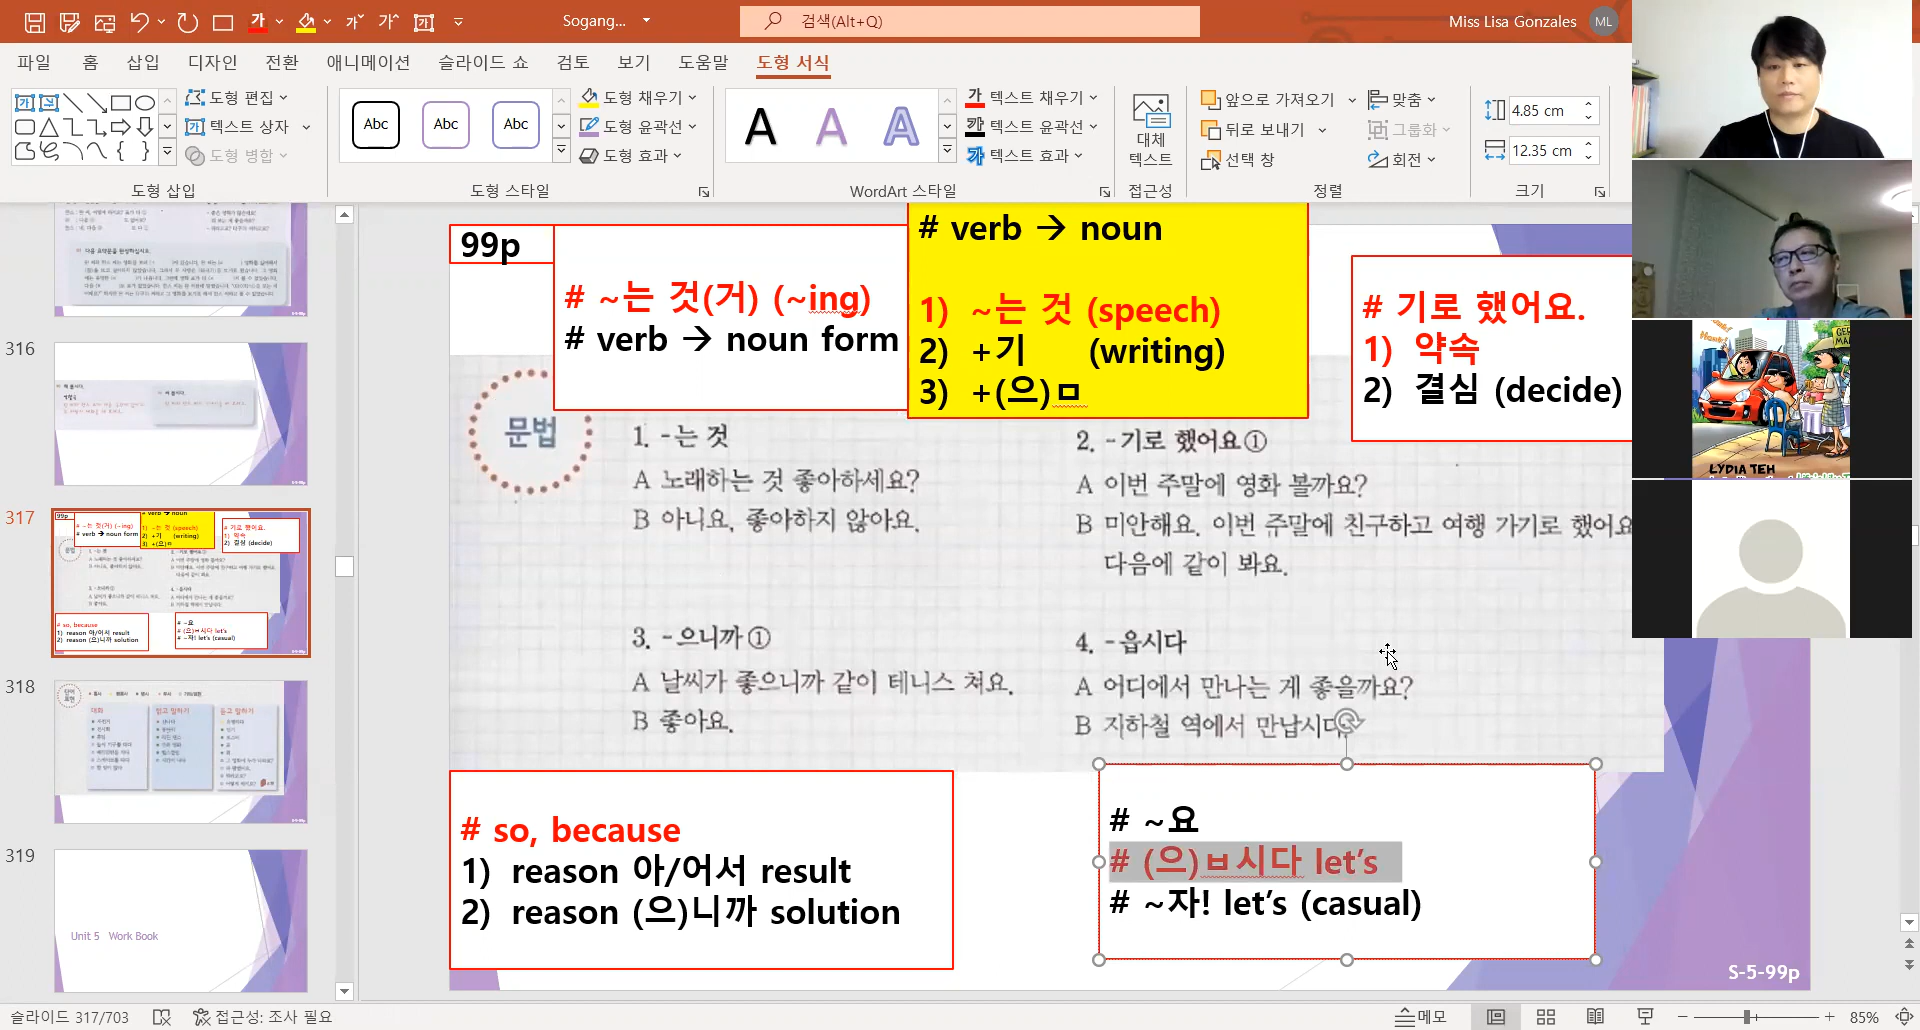 Sogang...
검색(Alt+Q)
Miss Lisa Gonzales
ML
파일 홈 삽입 디자인 전환 애니메이션 슬라이드 쇼 검토 보기 도움말 도형 서식
도형 편집
텍스트 상자
도형 병합
도형 삽입
Abc Abc Abc
도형 채우기
도형 윤곽선
도형 효과
도형 스타일
A A A
텍스트 채우기
텍스트 윤곽선
텍스트 효과
WordArt 스타일
대체
텍스트
접근성
앞으로 가져오기
뒤로 보내기
선택 창
맞춤
그룹화
회전
정렬
4.85 cm
12.35 cm
크기
316
317
318
319
Unit 5 Work Book
99p
# ~는 것(거) (~ing)
# verb → noun form
# verb → noun
1) ~는 것 (speech)
2) +기 (writing)
3) +(으)ㅁ
# 기로 했어요.
1) 약속
2) 결심 (decide)
문법
1. -는 것
A 노래하는 것 좋아하세요?
B 아니요, 좋아하지 않아요.
2. -기로 했어요①
A 이번 주말에 영화 볼까요?
B 미안해요. 이번 주말에 친구하고 여행 가기로 했어요
다음에 같이 봐요.
3. -으니까①
A 날씨가 좋으니까 같이 테니스 쳐요.
B 좋아요.
4. -읍시다
A 어디에서 만나는 게 좋을까요?
B 지하철 역에서 만납시다
# so, because
1) reason 아/어서 result
2) reason (으)니까 solution
# ~요
# (으)ㅂ시다 let's
# ~자! let's (casual)
S-5-99p
LYDIA TEH
슬라이드 317/703
접근성: 조사 필요
메모
85%